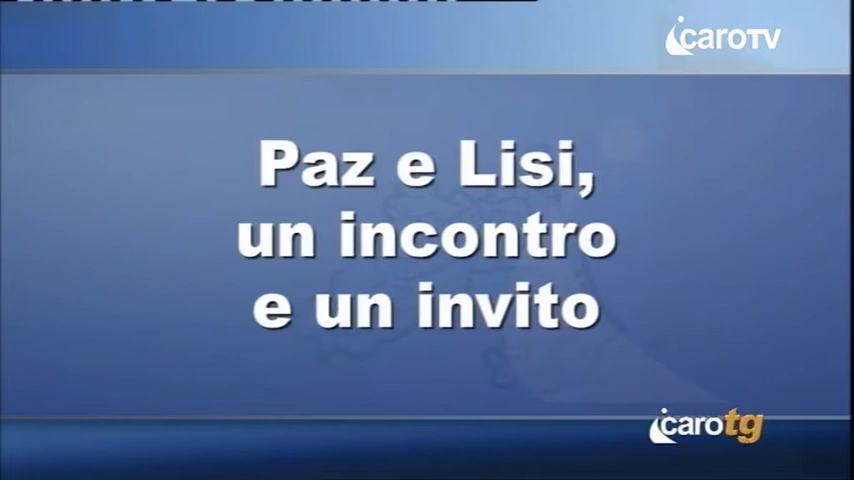 icaroTV
Paz e Lisi,
un incontro
e un invito
icarotg